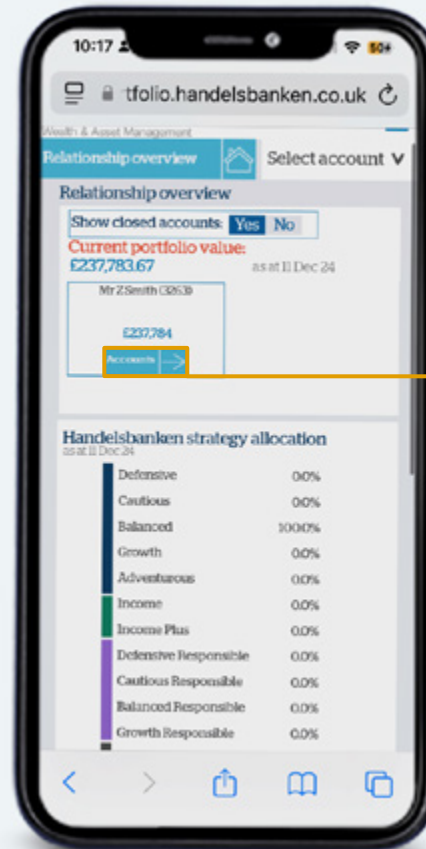 10:17
50+
tfolio.handelsbanken.co.uk
Wealth & Asset Management
Relationship overview
Select account
Relationship overview
Show closed accounts: Yes No
Current portfolio value:
£237,783.67 as at 11 Dec 24
Mr Z Smith (3263)
£237,784
Accounts
Handelsbanken strategy allocation
as at 11 Dec 24
Defensive 0.0%
Cautious 0.0%
Balanced 100.0%
Growth 0.0%
Adventurous 0.0%
Income 0.0%
Income Plus 0.0%
Defensive Responsible 0.0%
Cautious Responsible 0.0%
Balanced Responsible 0.0%
Growth Responsible 0.0%